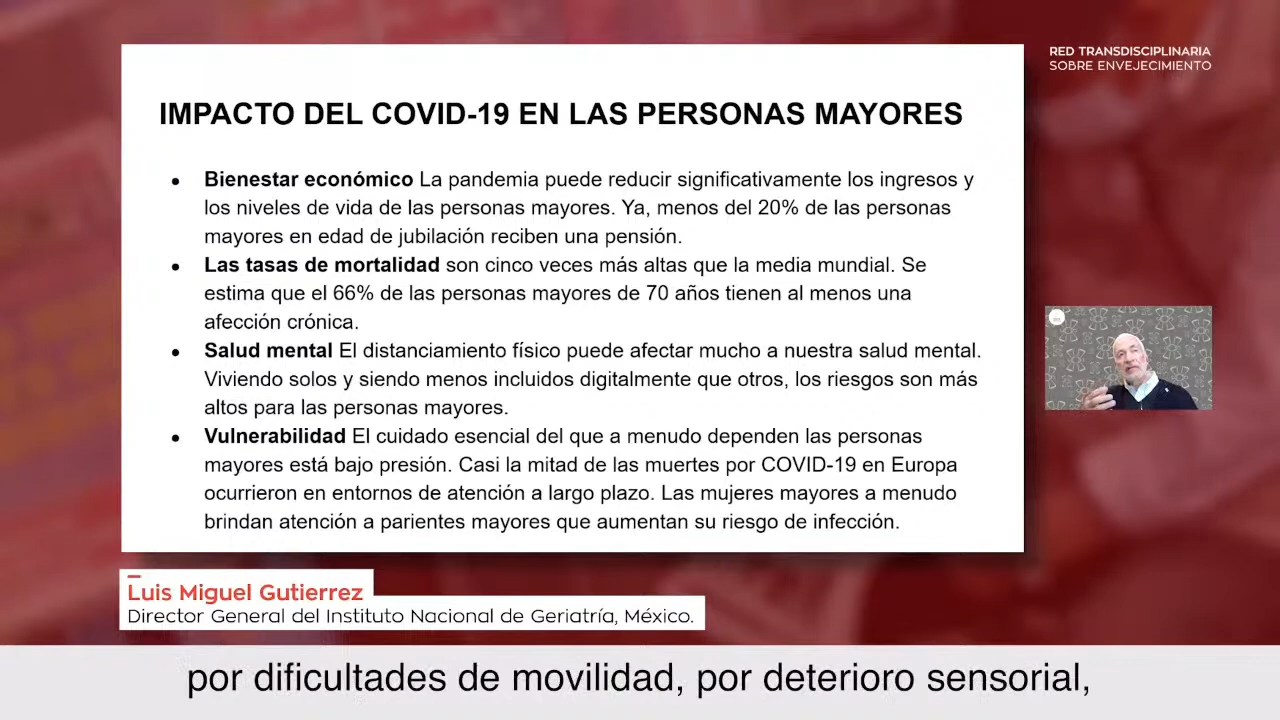 RED TRANSDISCIPLINARIA
SOBRE ENVEJECIMIENTO
IMPACTO DEL COVID-19 EN LAS PERSONAS MAYORES
● Bienestar económico La pandemia puede reducir significativamente los ingresos y
los niveles de vida de las personas mayores. Ya, menos del 20% de las personas
mayores en edad de jubilación reciben una pensión.
● Las tasas de mortalidad son cinco veces más altas que la media mundial. Se
estima que el 66% de las personas mayores de 70 años tienen al menos una
afección crónica.
● Salud mental El distanciamiento físico puede afectar mucho a nuestra salud mental.
Viviendo solos y siendo menos incluidos digitalmente que otros, los riesgos son más
altos para las personas mayores.
● Vulnerabilidad El cuidado esencial del que a menudo dependen las personas
mayores está bajo presión. Casi la mitad de las muertes por COVID-19 en Europa
ocurrieron en entornos de atención a largo plazo. Las mujeres mayores a menudo
brindan atención a parientes mayores que aumentan su riesgo de infección.
Luis Miguel Gutierrez
Director General del Instituto Nacional de Geriatría, México.
por dificultades de movilidad, por deterioro sensorial,